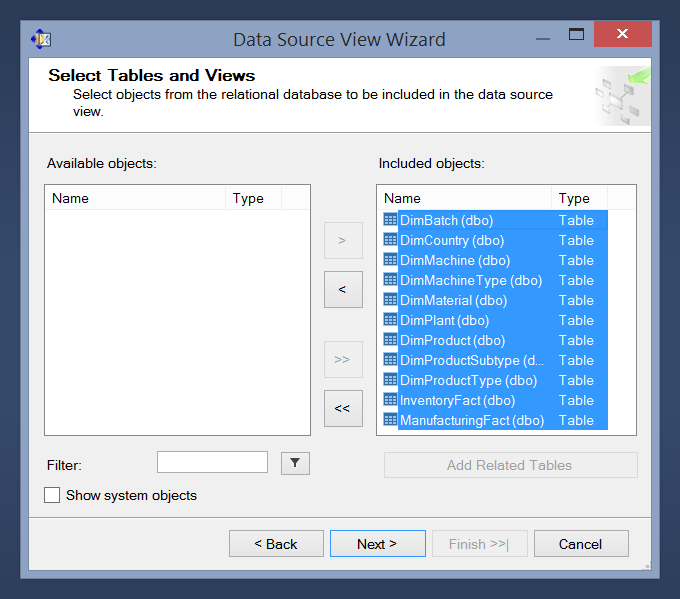 Data Source View Wizard
Select Tables and Views
Select objects from the relational database to be included in the data source
view.
Available objects:
Name Type
Included objects:
Name Type
DimBatch (dbo) Table
DimCountry (dbo) Table
DimMachine (dbo) Table
DimMachineType (dbo) Table
DimMaterial (dbo) Table
DimPlant (dbo) Table
DimProduct (dbo) Table
DimProductSubtype (d... Table
DimProductType (dbo) Table
InventoryFact (dbo) Table
ManufacturingFact (dbo) Table
>
<
>>
<<
Filter:
Add Related Tables
Show system objects
< Back
Next >
Finish >>|
Cancel